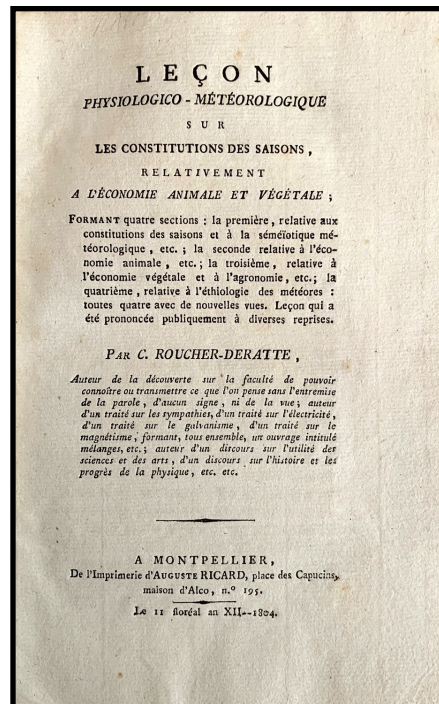 LEÇON
PHYSIOLOGICO - MÉTÉOROLOGIQUE
SUR
LES CONSTITUTIONS DES SAISONS,
RELATIVEMENT
A L'ÉCONOMIE ANIMALE ET VÉGÉTALE ;
FORMANT quatre sections : la première, relative aux
constitutions des saisons et à la séméïotique mé-
téorologique, etc. ; la seconde relative à l'éco-
nomie animale, etc. ; la troisième, relative à
l'économie végétale et à l'agronomie, etc.; la
quatrième, relative à l'éthiologie des météores :
toutes quatre avec de nouvelles vues. Leçon qui a
été prononcée publiquement à diverses reprises.
PAR C. ROUCHER-DERATTE,
Auteur de la découverte sur la faculté de pouvoir
connoître ou transmettre ce que l'on pense sans l'entremise
de la parole, d'aucun signe, ni de la vue ; auteur
d'un traité sur les sympathies, d'un traité sur l'électricité,
d'un traité sur le galvanisme, d'un traité sur le
magnétisme, formant, tous ensemble, un ouvrage intitulé
mélanges, etc. ; auteur d'un discours sur l'utilité des
sciences et des arts, d'un discours sur l'histoire et les
progrès de la physique, etc. etc.
A MONTPELLIER,
De l'Imprimerie d'AUGUSTE RICARD, place des Capucins,
maison d'Alco, n.º 195.
Le 11 floréal an XII--1804.